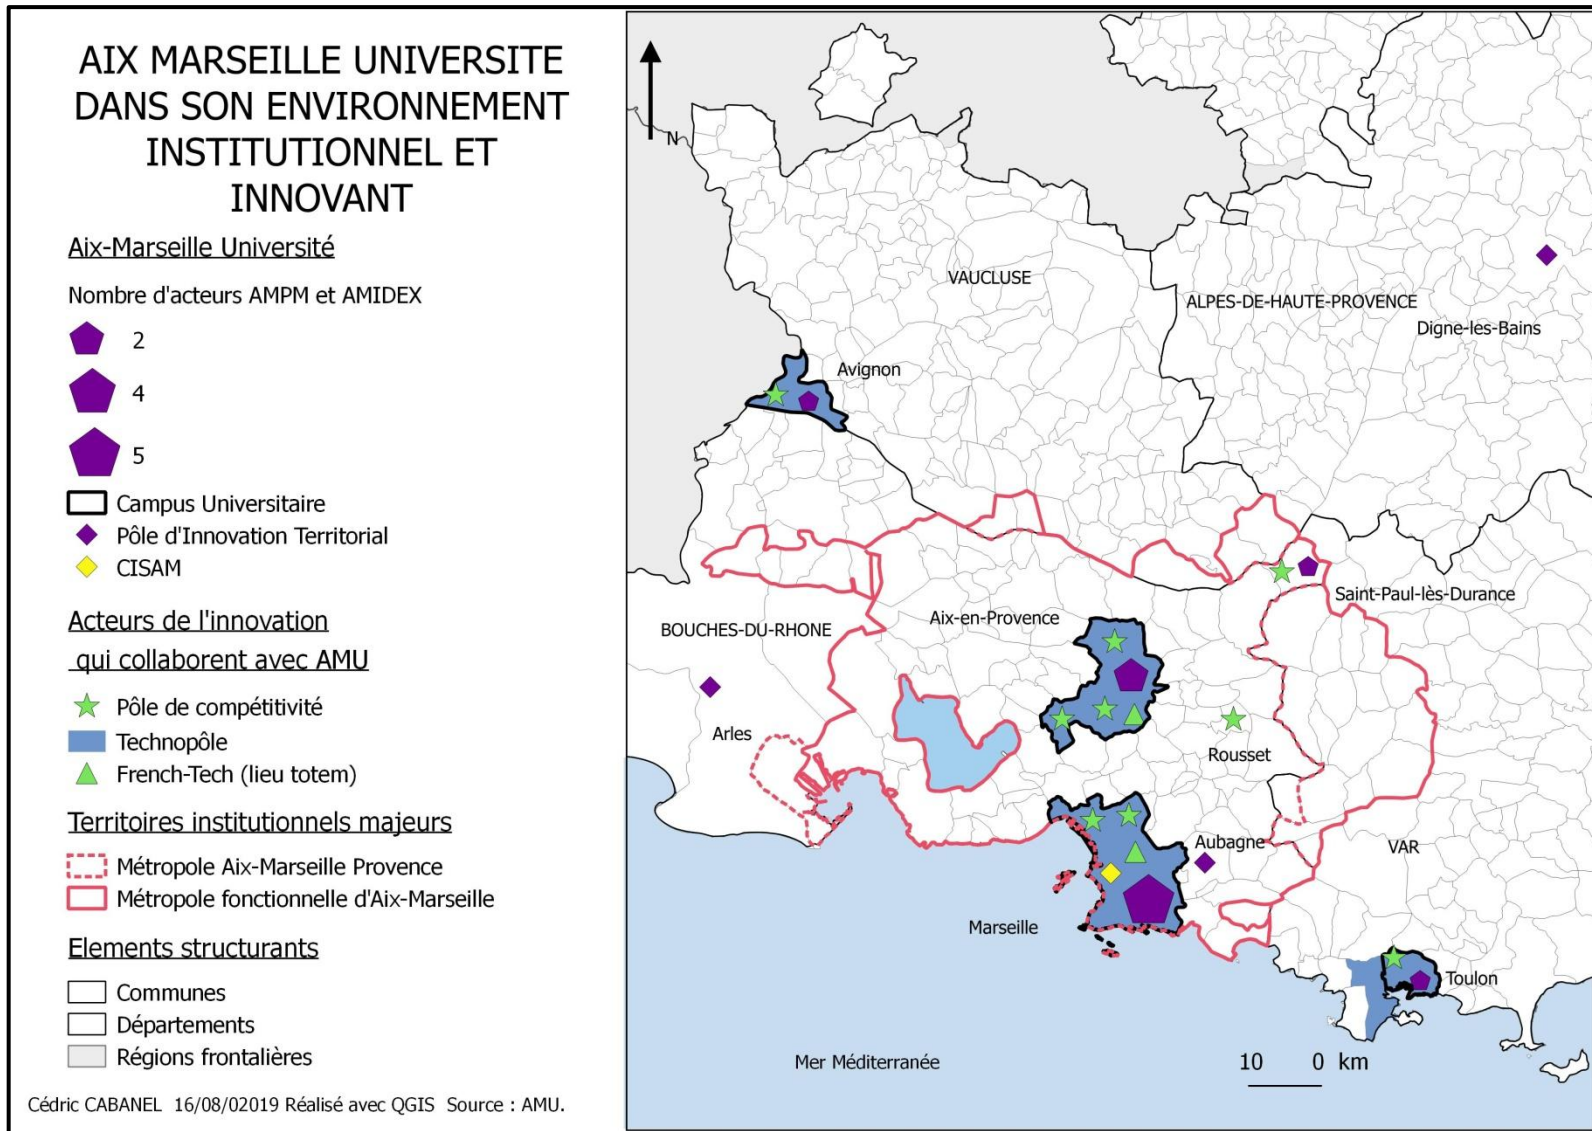 AIX MARSEILLE UNIVERSITE
DANS SON ENVIRONNEMENT
INSTITUTIONNEL ET
INNOVANT
Aix-Marseille Université
Nombre d'acteurs AMPM et AMIDEX
2
4
5
Campus Universitaire
Pôle d'Innovation Territorial
CISAM
Acteurs de l'innovation
qui collaborent avec AMU
Pôle de compétitivité
Technopôle
French-Tech (lieu totem)
Territoires institutionnels majeurs
Métropole Aix-Marseille Provence
Métropole fonctionnelle d'Aix-Marseille
Elements structurants
Communes
Départements
Régions frontalières
Cédric CABANEL 16/08/02019 Réalisé avec QGIS Source : AMU.
N
VAUCLUSE
ALPES-DE-HAUTE-PROVENCE
Digne-les-Bains
Avignon
Saint-Paul-lès-Durance
Aix-en-Provence
BOUCHES-DU-RHONE
Arles
Rousset
Aubagne
VAR
Marseille
Toulon
Mer Méditerranée
10 0 km